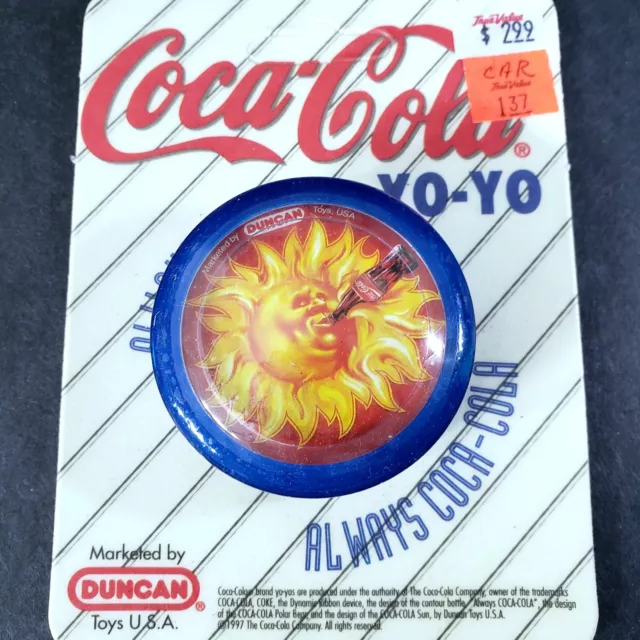 True Value
$ 2.99
CAR
True Value
1 37
Coca-Cola®
YO-YO
Marketed by DUNCAN Toys, USA
Coca-Cola
ALWAYS COCA-COLA
Marketed by
DUNCAN®
Toys U.S.A.
Coca-Cola brand yo-yos are produced under the authority of The Coca-Cola Company, owner of the trademarks
COCA-COLA, COKE, the Dynamic Ribbon device, the design of the contour bottle, "Always COCA-COLA", the design
of the COCA-COLA Polar Bear and the design of the COCA-COLA Sun, by Duncan Toys U.S.A.
©1997 The Coca-Cola Company. All rights reserved.